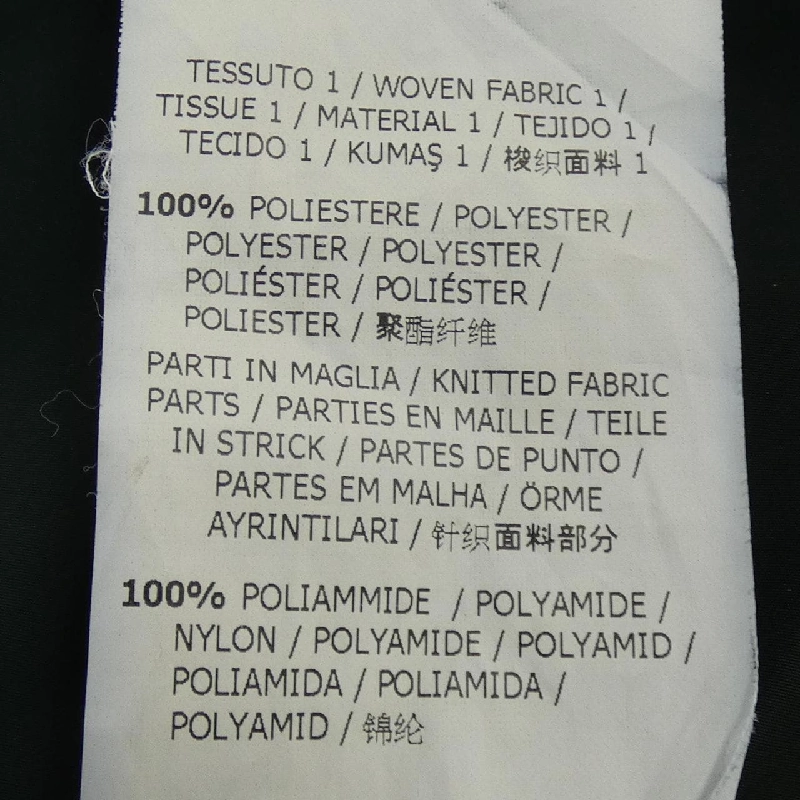 TESSUTO 1 / WOVEN FABRIC 1 /
TISSUE 1 / MATERIAL 1 / TEJIDO 1 /
TECIDO 1 / KUMAŞ 1 / 梭织面料 1
100% POLIESTERE / POLYESTER /
POLYESTER / POLYESTER /
POLIÉSTER / POLIÉSTER /
POLIESTER / 聚酯纤维
PARTI IN MAGLIA / KNITTED FABRIC
PARTS / PARTIES EN MAILLE / TEILE
IN STRICK / PARTES DE PUNTO /
PARTES EM MALHA / ÖRME
AYRINTILARI / 针织面料部分
100% POLIAMMIDE / POLYAMIDE /
NYLON / POLYAMIDE / POLYAMID /
POLIAMIDA / POLIAMIDA /
POLYAMID / 锦纶